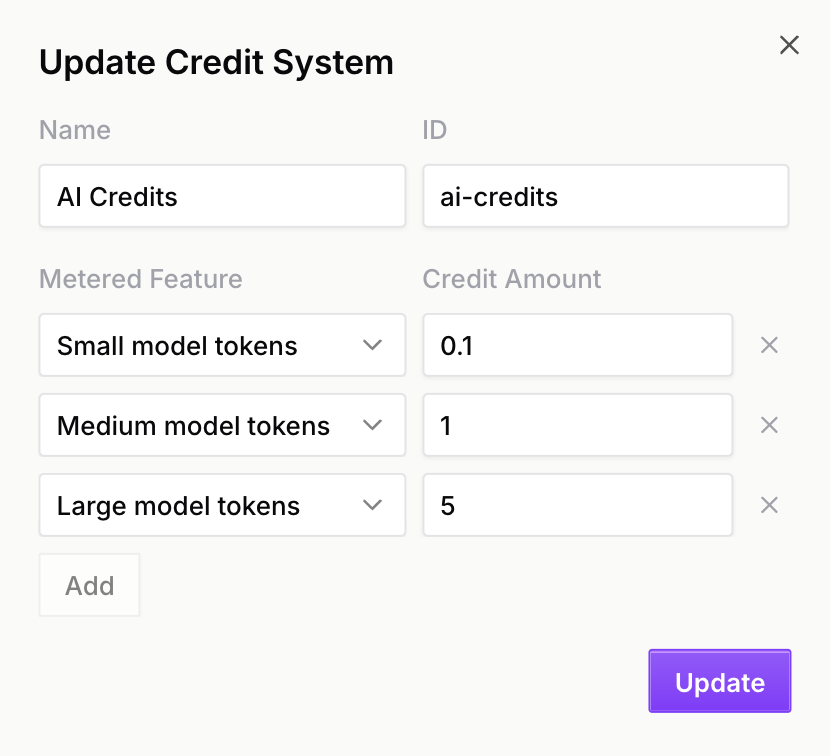 Update Credit System
Name ID
AI Credits ai-credits
Metered Feature Credit Amount
Small model tokens 0.1
Medium model tokens 1
Large model tokens 5
Add
Update